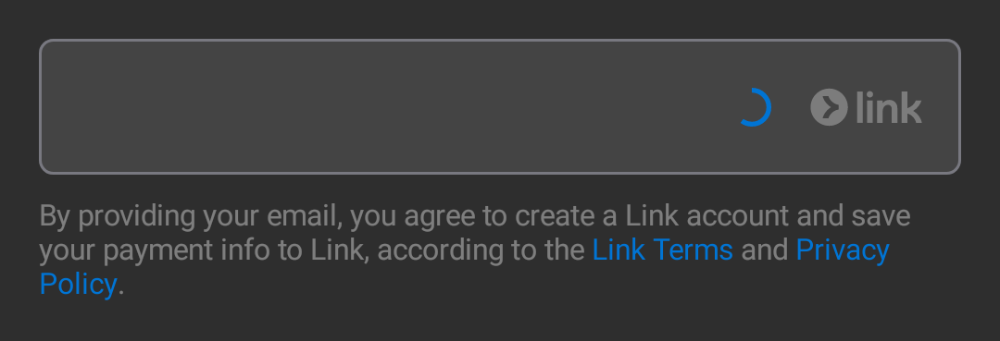 link
By providing your email, you agree to create a Link account and save
your payment info to Link, according to the Link Terms and Privacy
Policy.